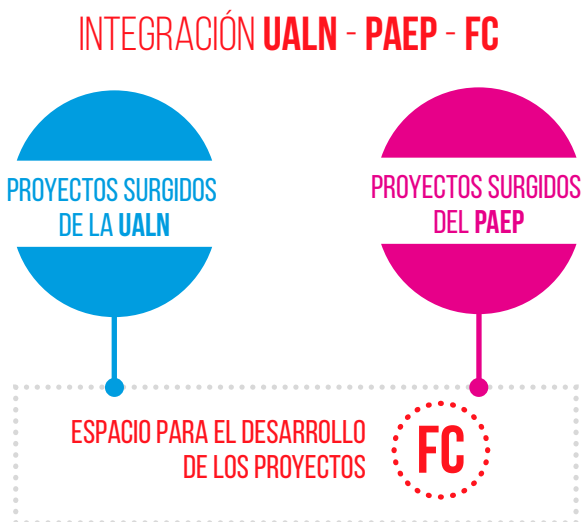 INTEGRACIÓN UALN - PAEP - FC
PROYECTOS SURGIDOS
DE LA UALN
PROYECTOS SURGIDOS
DEL PAEP
ESPACIO PARA EL DESARROLLO
DE LOS PROYECTOS
FC